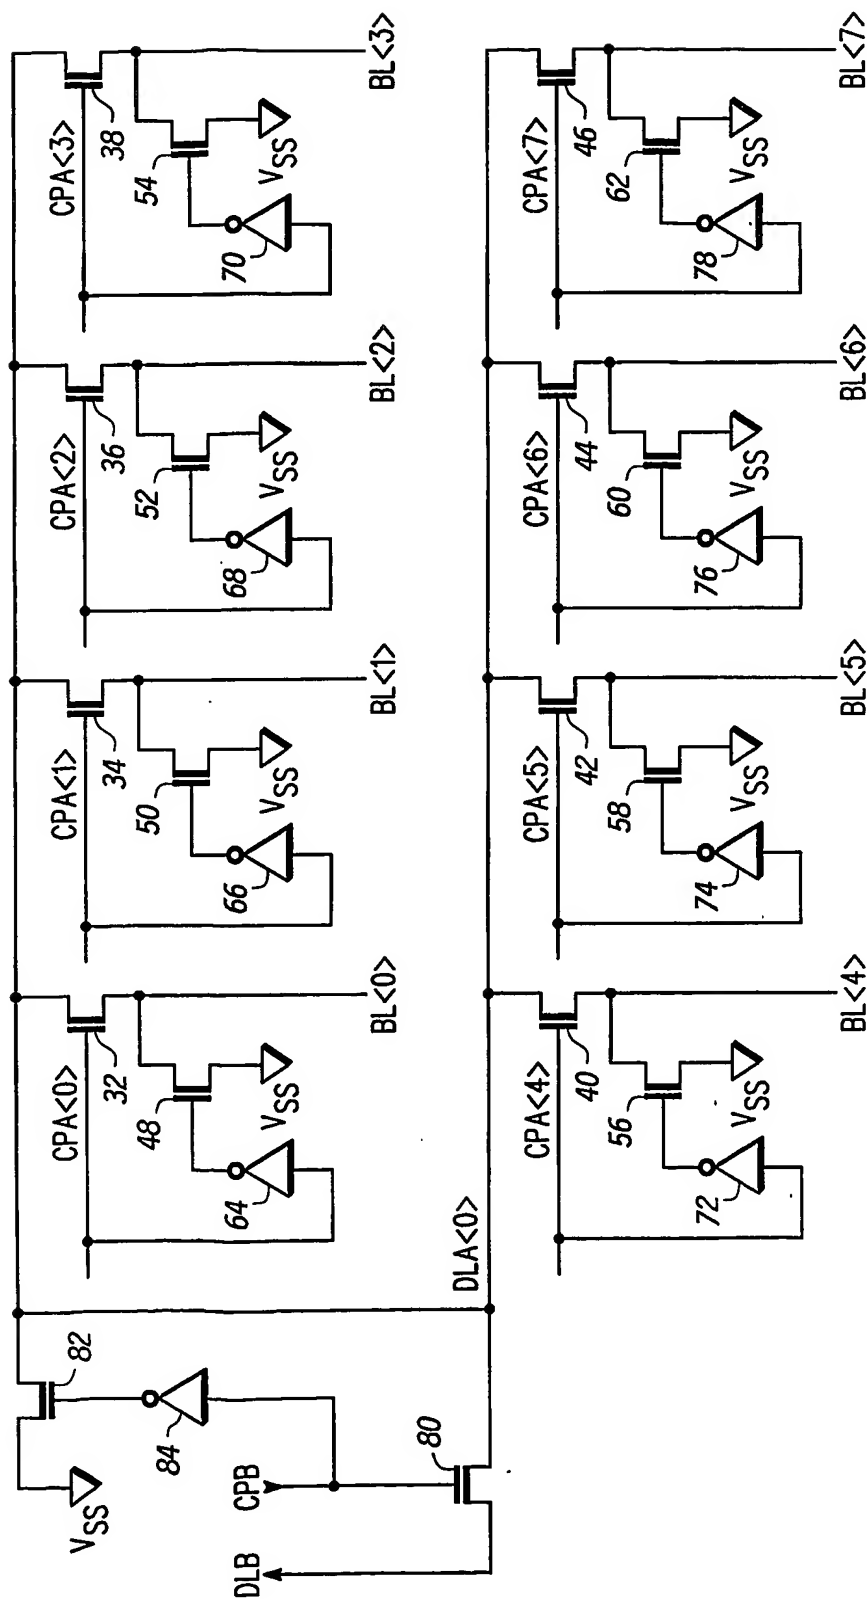 CPA<3>
38
54
VSS
70
BL<3>
CPA<7>
46
62
VSS
78
BL<7>
CPA<2>
36
52
VSS
68
BL<2>
CPA<6>
44
60
VSS
76
BL<6>
CPA<1>
34
50
VSS
66
BL<1>
CPA<5>
42
58
VSS
74
BL<5>
CPA<0>
32
48
VSS
64
BL<0>
DLA<0>
CPA<4>
40
56
VSS
72
BL<4>
82
84
VSS
CPB
80
DLB